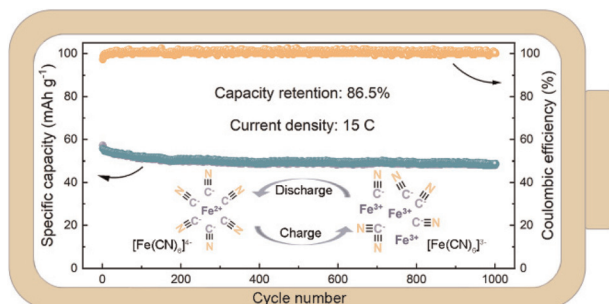 Specific capacity (mAh g⁻¹)
100
80
60
40
20
0
Capacity retention: 86.5%
Current density: 15 C
Discharge
Charge
N
C⁻
N
C⁻
N
C⁻
Fe²⁺
N
C⁻
N
C⁻
N
C⁻
[Fe(CN)₆]⁴⁻
N
C⁻
N
C⁻
N
C⁻
Fe³⁺
Fe³⁺
N
C⁻
N
C⁻
N
C⁻
Fe³⁺
[Fe(CN)₆]³⁻
100
80
60
40
20
0
Coulombic efficiency (%)
0 200 400 600 800 1000
Cycle number